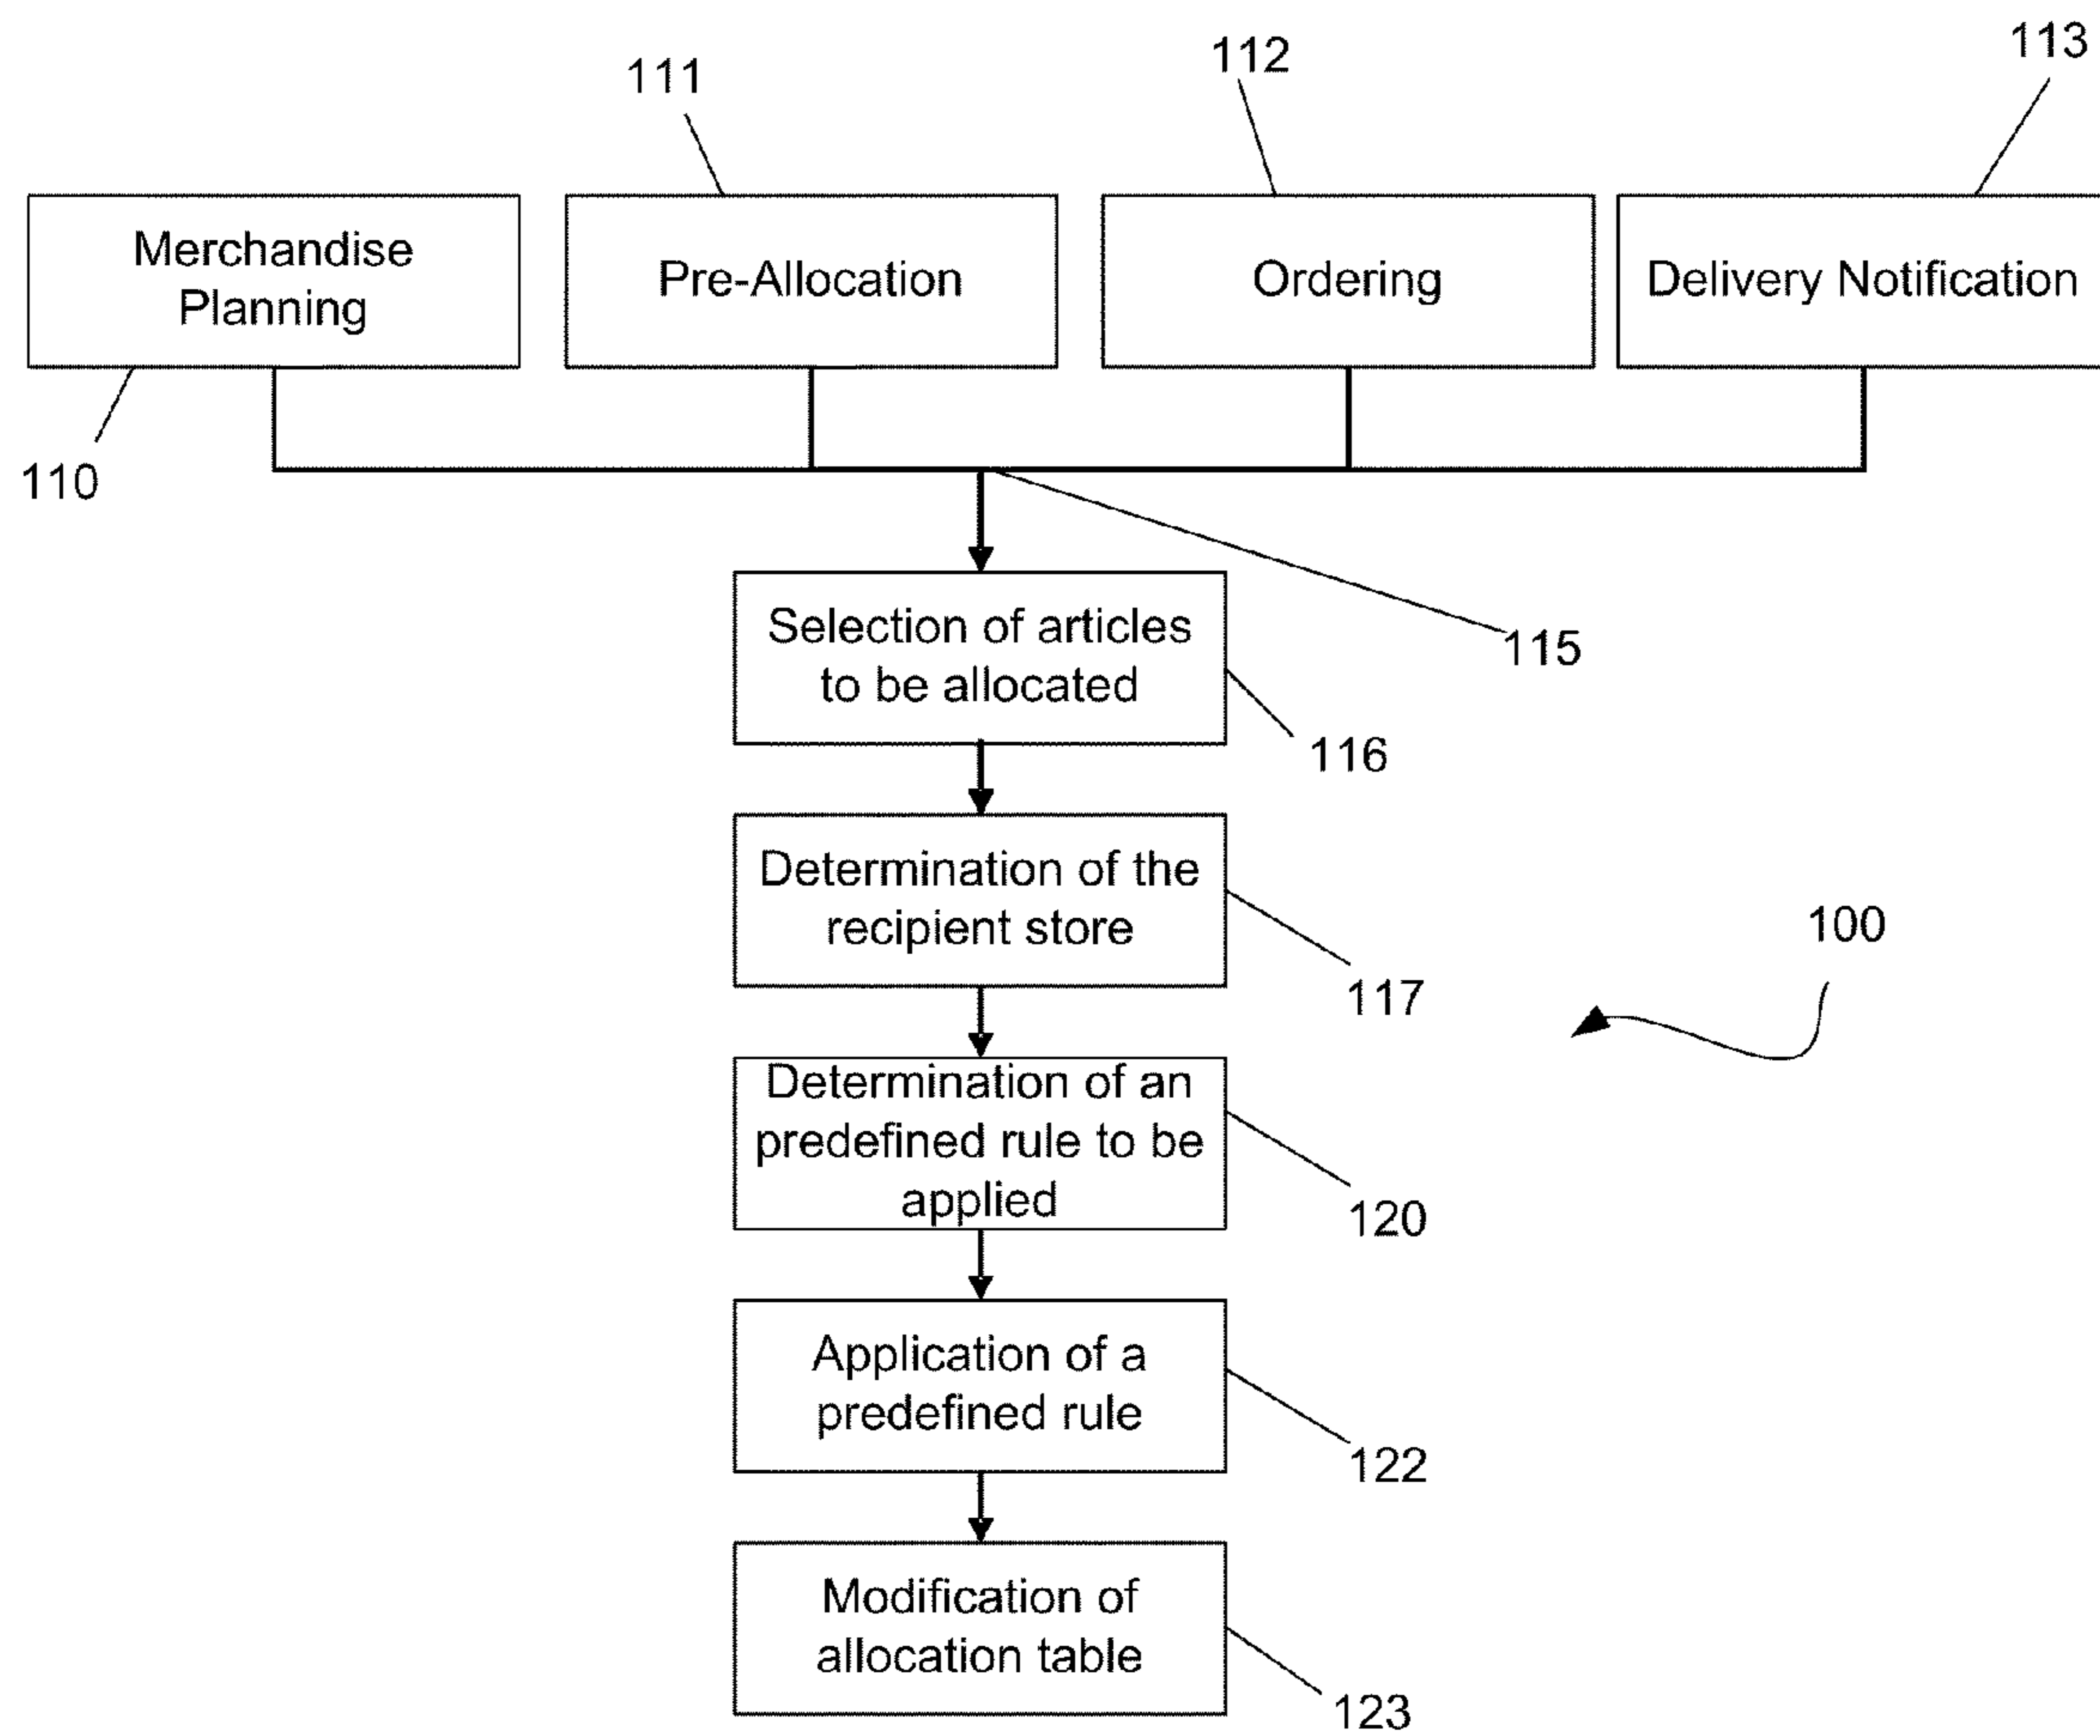 111
112
113
Merchandise
Planning
Pre-Allocation
Ordering
Delivery Notification
110
Selection of articles
to be allocated
115
116
Determination of the
recipient store
117
100
Determination of an
predefined rule to be
applied
120
Application of a
predefined rule
122
Modification of
allocation table
123